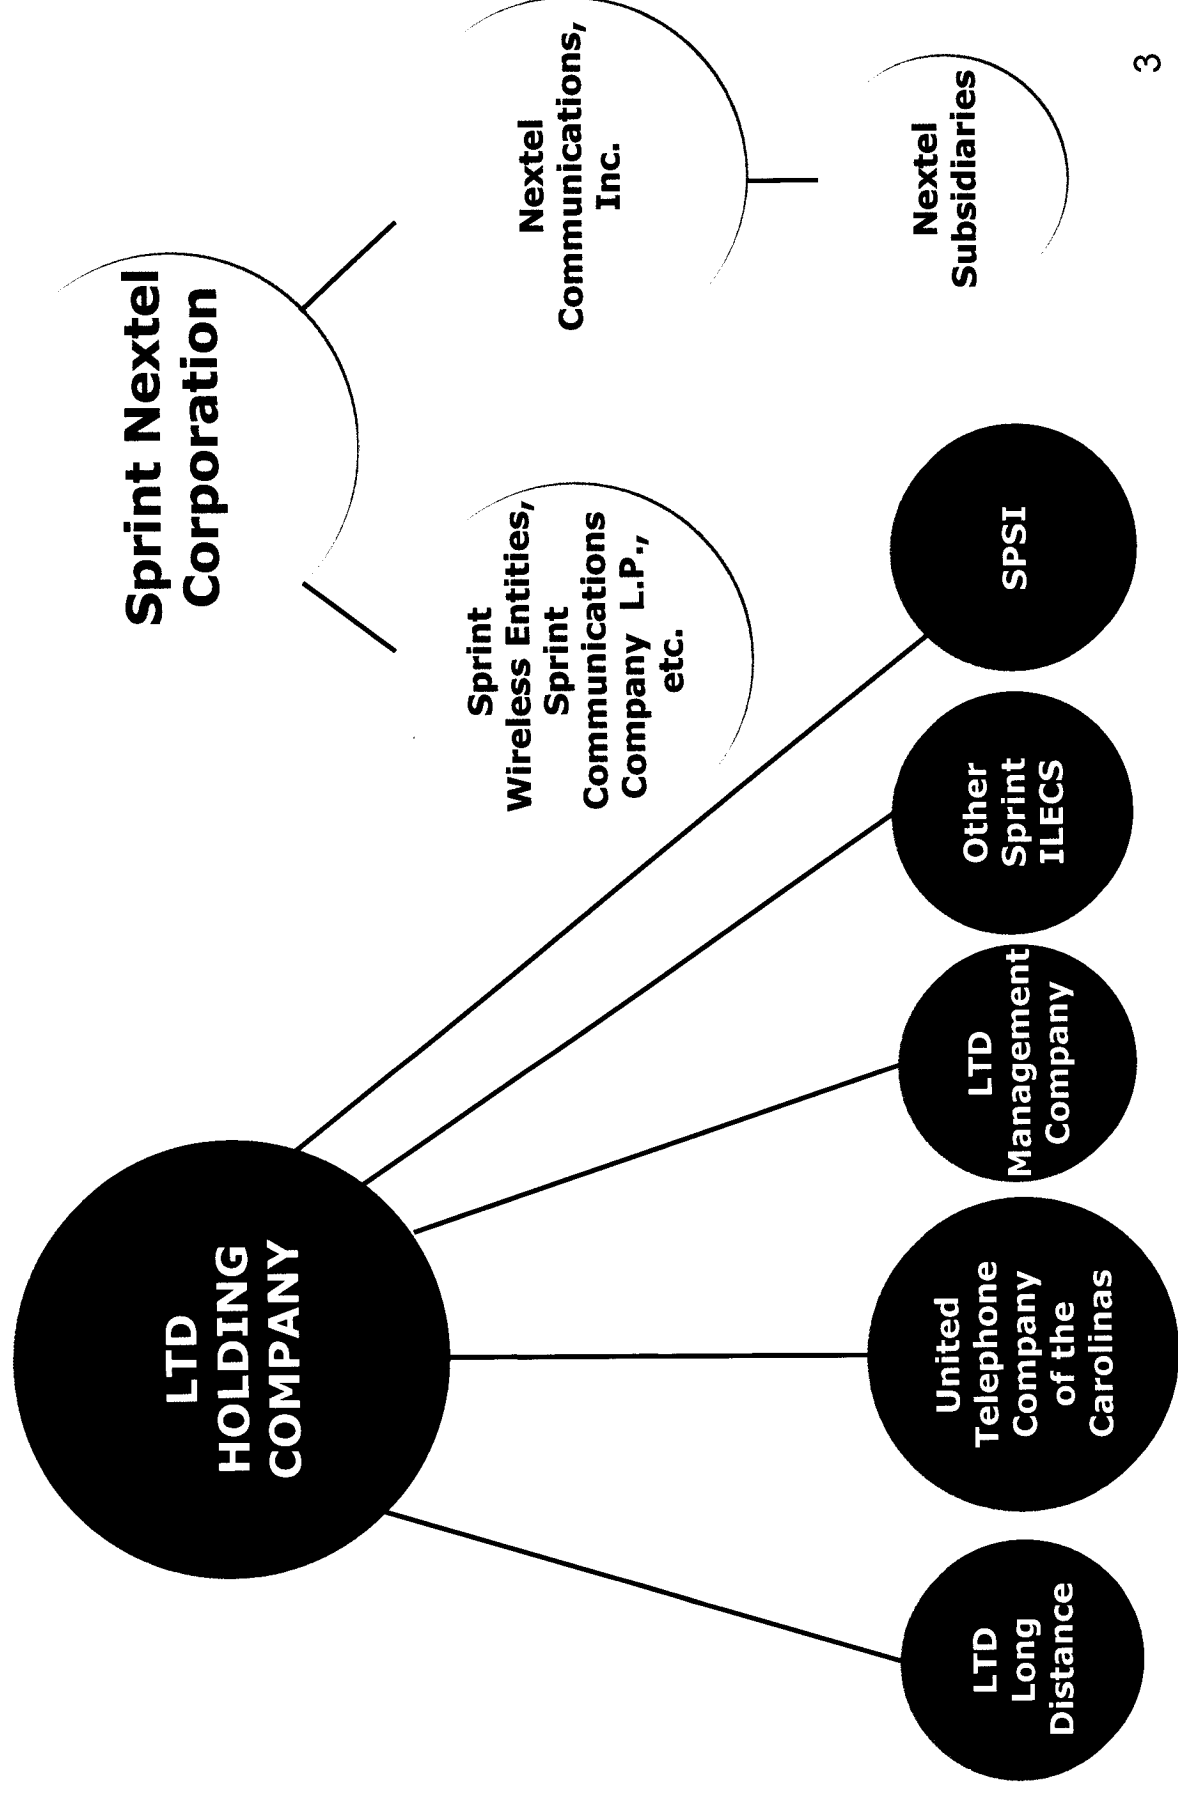 LTD
HOLDING
COMPANY
Sprint Nextel
Corporation
Sprint
Wireless Entities,
Sprint
Communications
Company L.P.,
etc.
Nextel
Communications,
Inc.
LTD
Long
Distance
United
Telephone
Company
of the
Carolinas
LTD
Management
Company
Other
Sprint
ILECS
SPSI
Nextel
Subsidiaries
3